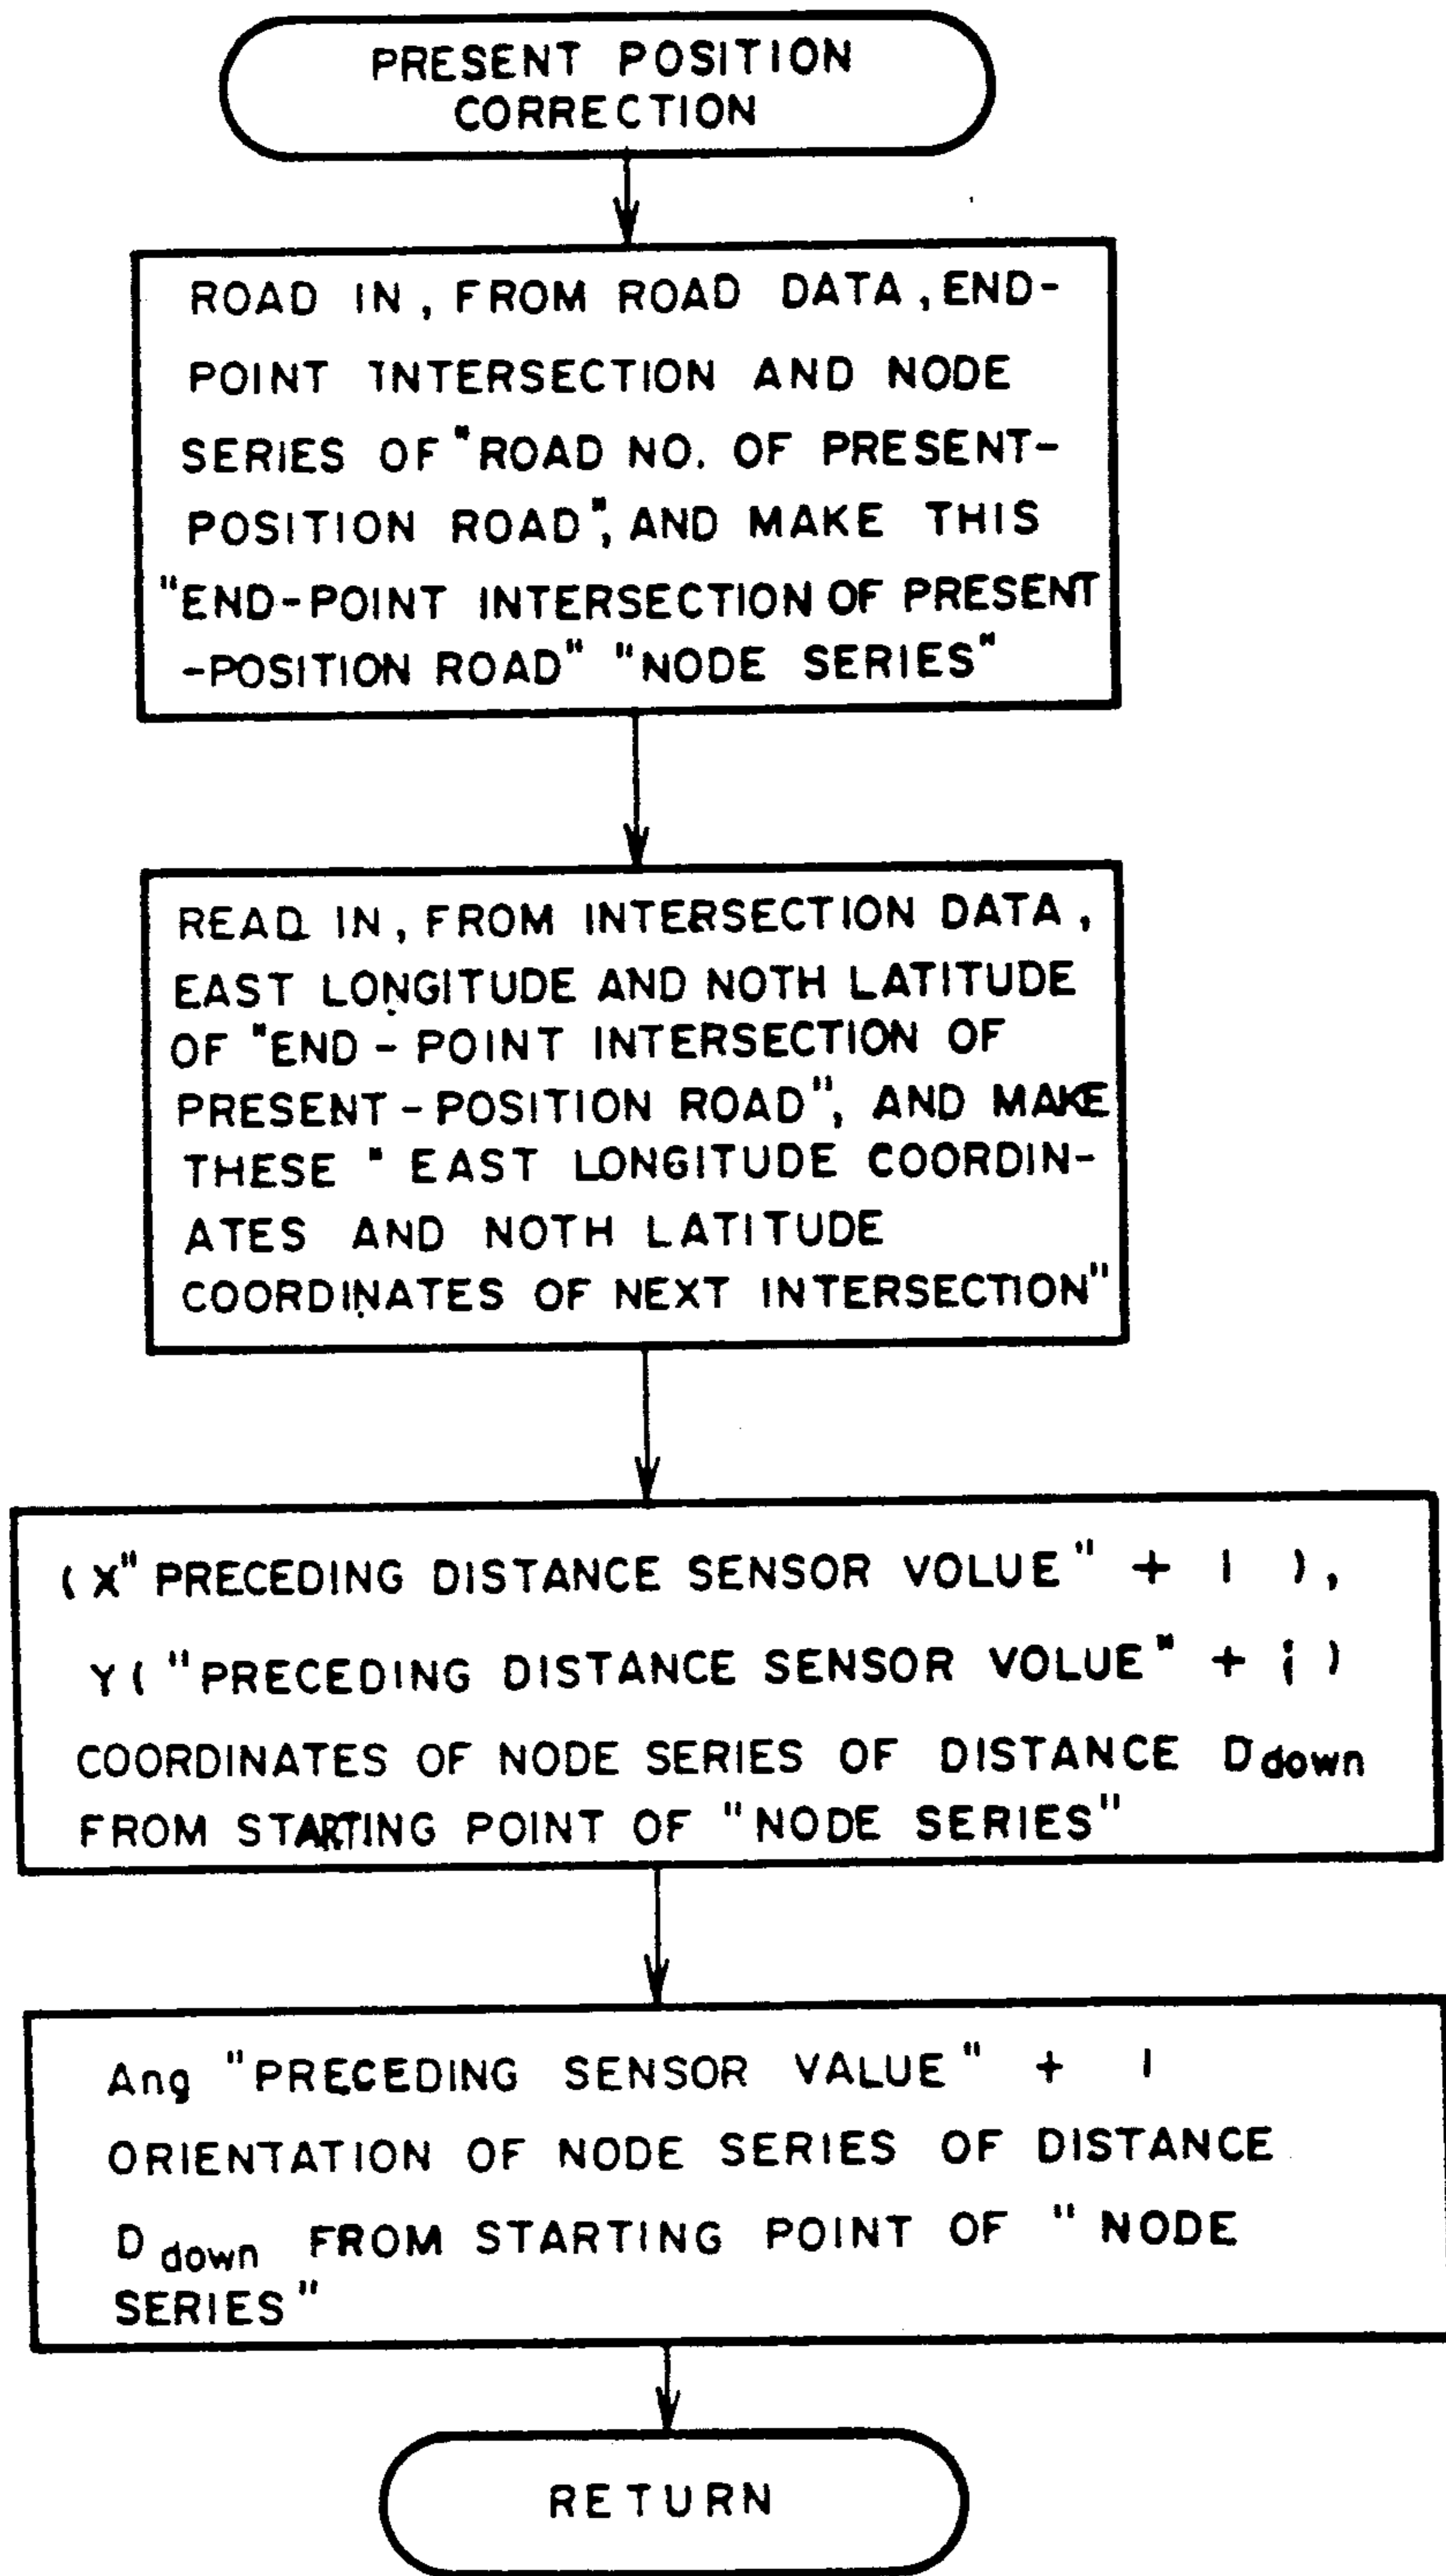 PRESENT POSITION
CORRECTION
ROAD IN, FROM ROAD DATA, END-
POINT INTERSECTION AND NODE
SERIES OF "ROAD NO. OF PRESENT-
POSITION ROAD", AND MAKE THIS
"END-POINT INTERSECTION OF PRESENT
-POSITION ROAD" "NODE SERIES"
READ IN, FROM INTERSECTION DATA,
EAST LONGITUDE AND NOTH LATITUDE
OF "END-POINT INTERSECTION OF
PRESENT-POSITION ROAD", AND MAKE
THESE "EAST LONGITUDE COORDIN-
ATES AND NOTH LATITUDE
COORDINATES OF NEXT INTERSECTION"
(X"PRECEDING DISTANCE SENSOR VOLUE" + I ),
Y("PRECEDING DISTANCE SENSOR VOLUE" + i )
COORDINATES OF NODE SERIES OF DISTANCE Ddown
FROM STARTING POINT OF "NODE SERIES"
Ang "PRECEDING SENSOR VALUE" + I
ORIENTATION OF NODE SERIES OF DISTANCE
Ddown FROM STARTING POINT OF "NODE
SERIES"
RETURN